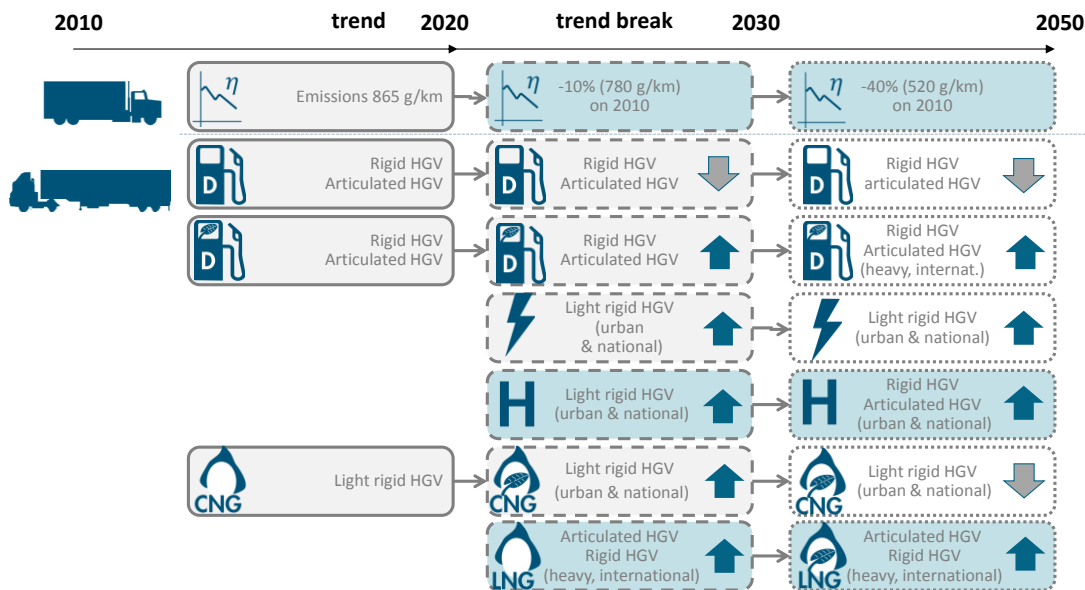 2010 trend 2020 trend break 2030 2050
η Emissions 865 g/km
η -10% (780 g/km)
on 2010
η -40% (520 g/km)
on 2010
D Rigid HGV
Articulated HGV
D Rigid HGV
Articulated HGV
D Rigid HGV
articulated HGV
D Rigid HGV
Articulated HGV
D Rigid HGV
Articulated HGV
D Rigid HGV
Articulated HGV
(heavy, internat.)
Light rigid HGV
(urban
& national)
Light rigid HGV
(urban & national)
H Light rigid HGV
(urban & national)
H Rigid HGV
Articulated HGV
(urban & national)
CNG Light rigid HGV
CNG Light rigid HGV
(urban & national)
CNG Light rigid HGV
(urban & national)
LNG Articulated HGV
Rigid HGV
(heavy, international)
LNG Articulated HGV
Rigid HGV
(heavy, international)